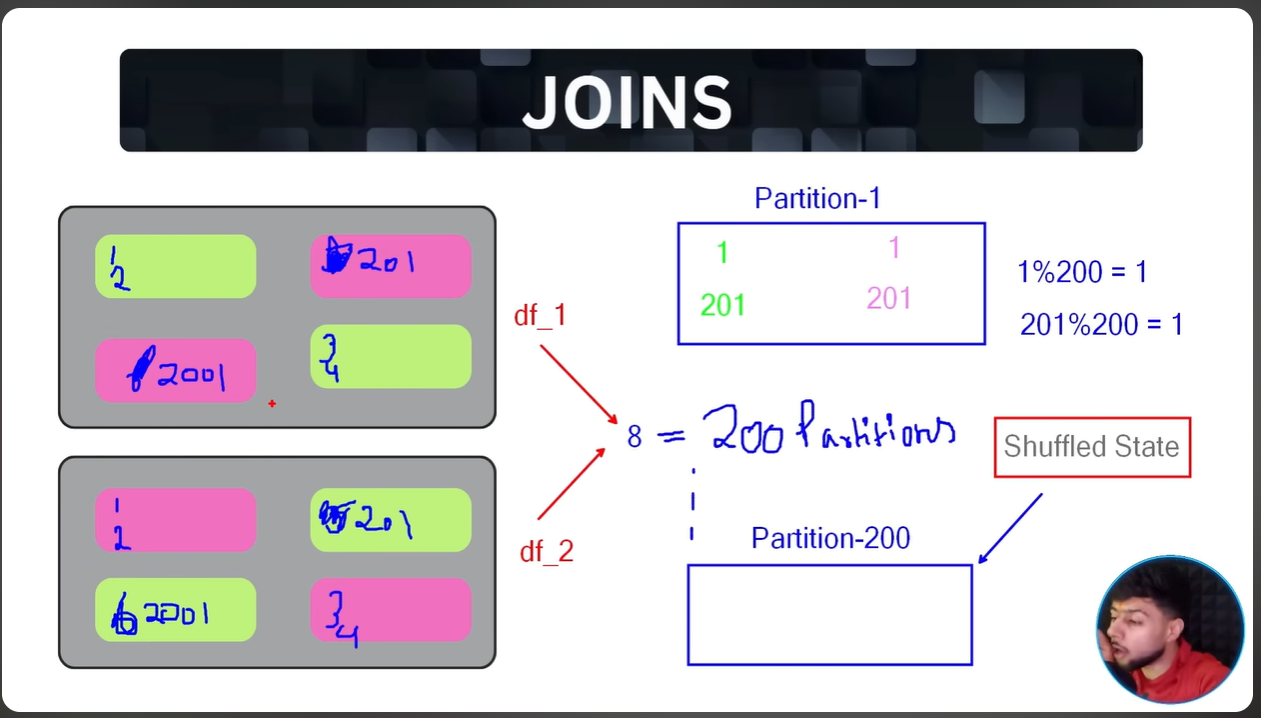 JOINS
1
2
201
2001
3
4
df_1
1
2
201
2001
3
4
df_2
8 = 200 Partitions
Partition-1
1 1
201 201
1%200 = 1
201%200 = 1
Shuffled State
Partition-200